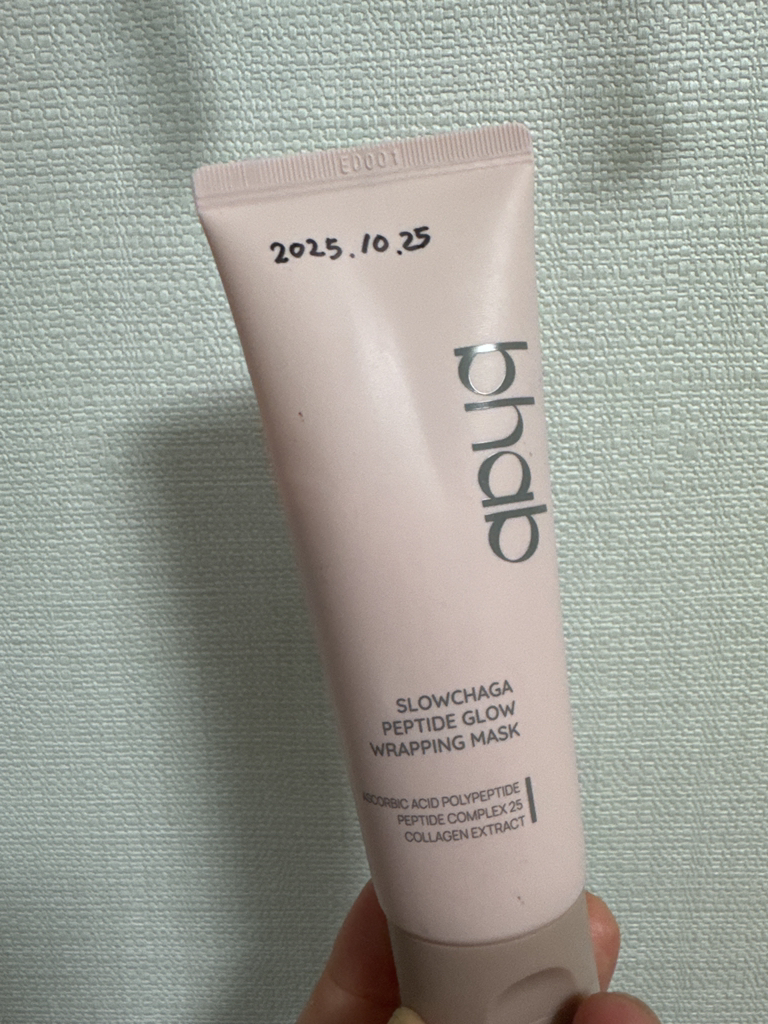 E0001
2025.10.25
bhab
SLOWCHAGA
PEPTIDE GLOW
WRAPPING MASK
ASCORBIC ACID POLYPEPTIDE
PEPTIDE COMPLEX 25
COLLAGEN EXTRACT